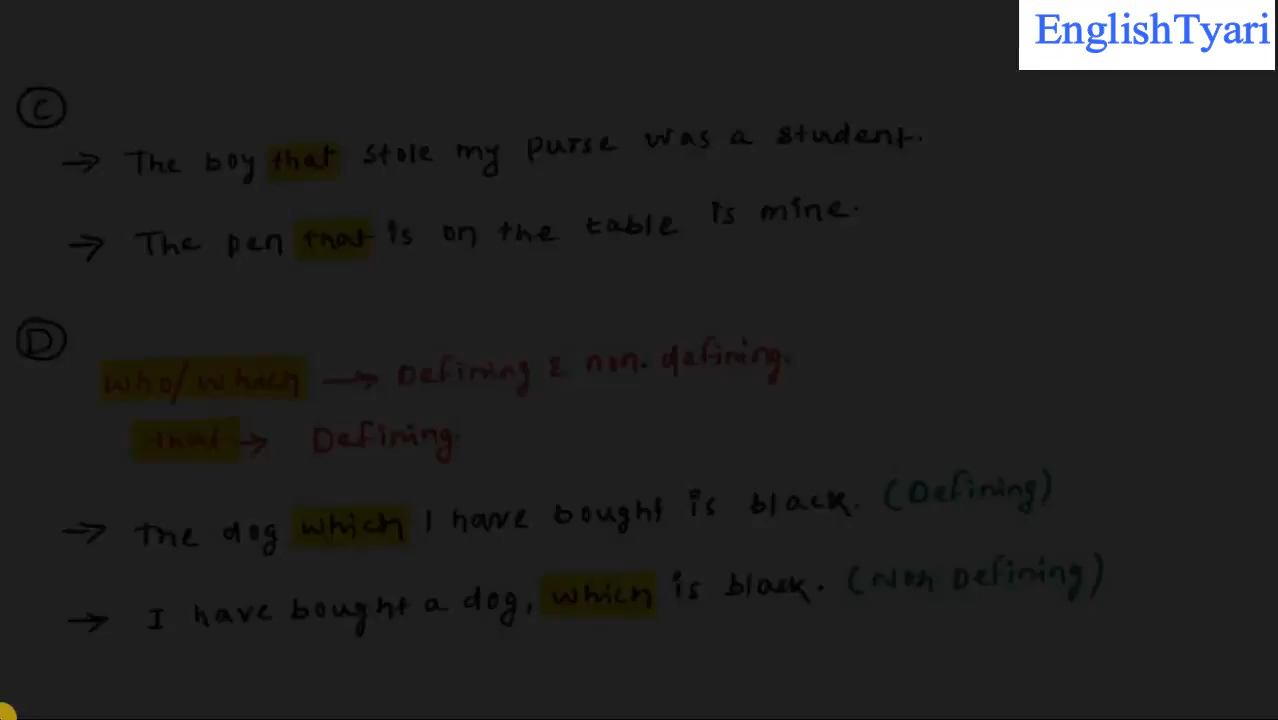 EnglishTyari
C
→ The boy that stole my purse was a student.
→ The pen that is on the table is mine.
D
who/which → Defining & non. defining.
that → Defining.
→ The dog which I have bought is black. (Defining)
→ I have bought a dog, which is black. (Non Defining)